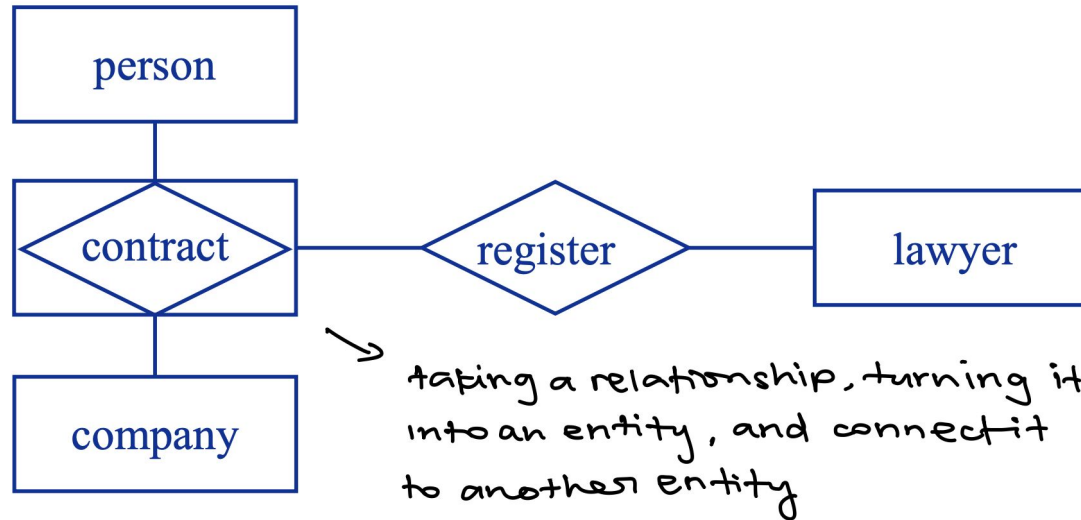 person
contract
register
lawyer
company
taking a relationship, turning it
into an entity, and connect it
to another entity